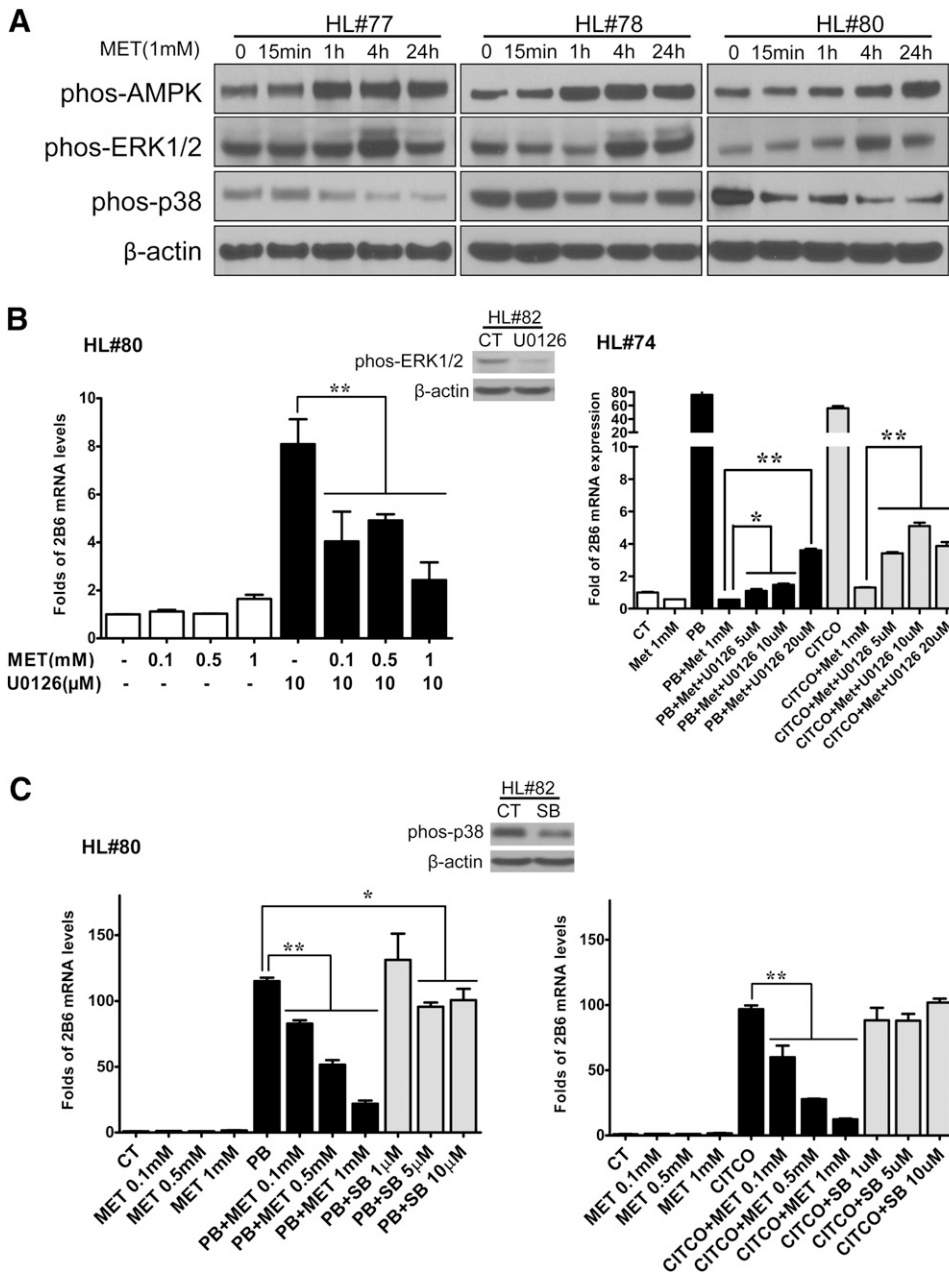 A
HL#77 HL#78 HL#80
MET(1mM) 0 15min 1h 4h 24h 0 15min 1h 4h 24h 0 15min 1h 4h 24h
phos-AMPK
phos-ERK1/2
phos-p38
β-actin
B
HL#80
HL#82
CT U0126
phos-ERK1/2
β-actin
Folds of 2B6 mRNA levels
10
8
6
4
2
0
**
MET(mM) - 0.1 0.5 1 - 0.1 0.5 1
U0126(µM) - - - - 10 10 10 10
HL#74
Fold of 2B6 mRNA expression
80
60
40
20
8
6
4
2
0
**
*
**
CT
Met 1mM
PB
PB+Met 1mM
PB+Met+U0126 5uM
PB+Met+U0126 10uM
PB+Met+U0126 20uM
CITCO
CITCO+Met 1mM
CITCO+Met+U0126 5uM
CITCO+Met+U0126 10uM
CITCO+Met+U0126 20uM
C
HL#80
HL#82
CT SB
phos-p38
β-actin
Folds of 2B6 mRNA levels
150
100
50
0
*
**
CT
MET 0.1mM
MET 0.5mM
MET 1mM
PB
PB+MET 0.1mM
PB+MET 0.5mM
PB+MET 1mM
PB+SB 1µM
PB+SB 5µM
PB+SB 10µM
Folds of 2B6 mRNA levels
150
100
50
0
**
CT
MET 0.1mM
MET 0.5mM
MET 1mM
CITCO
CITCO+MET 0.1mM
CITCO+MET 0.5mM
CITCO+MET 1mM
CITCO+SB 1uM
CITCO+SB 5uM
CITCO+SB 10uM